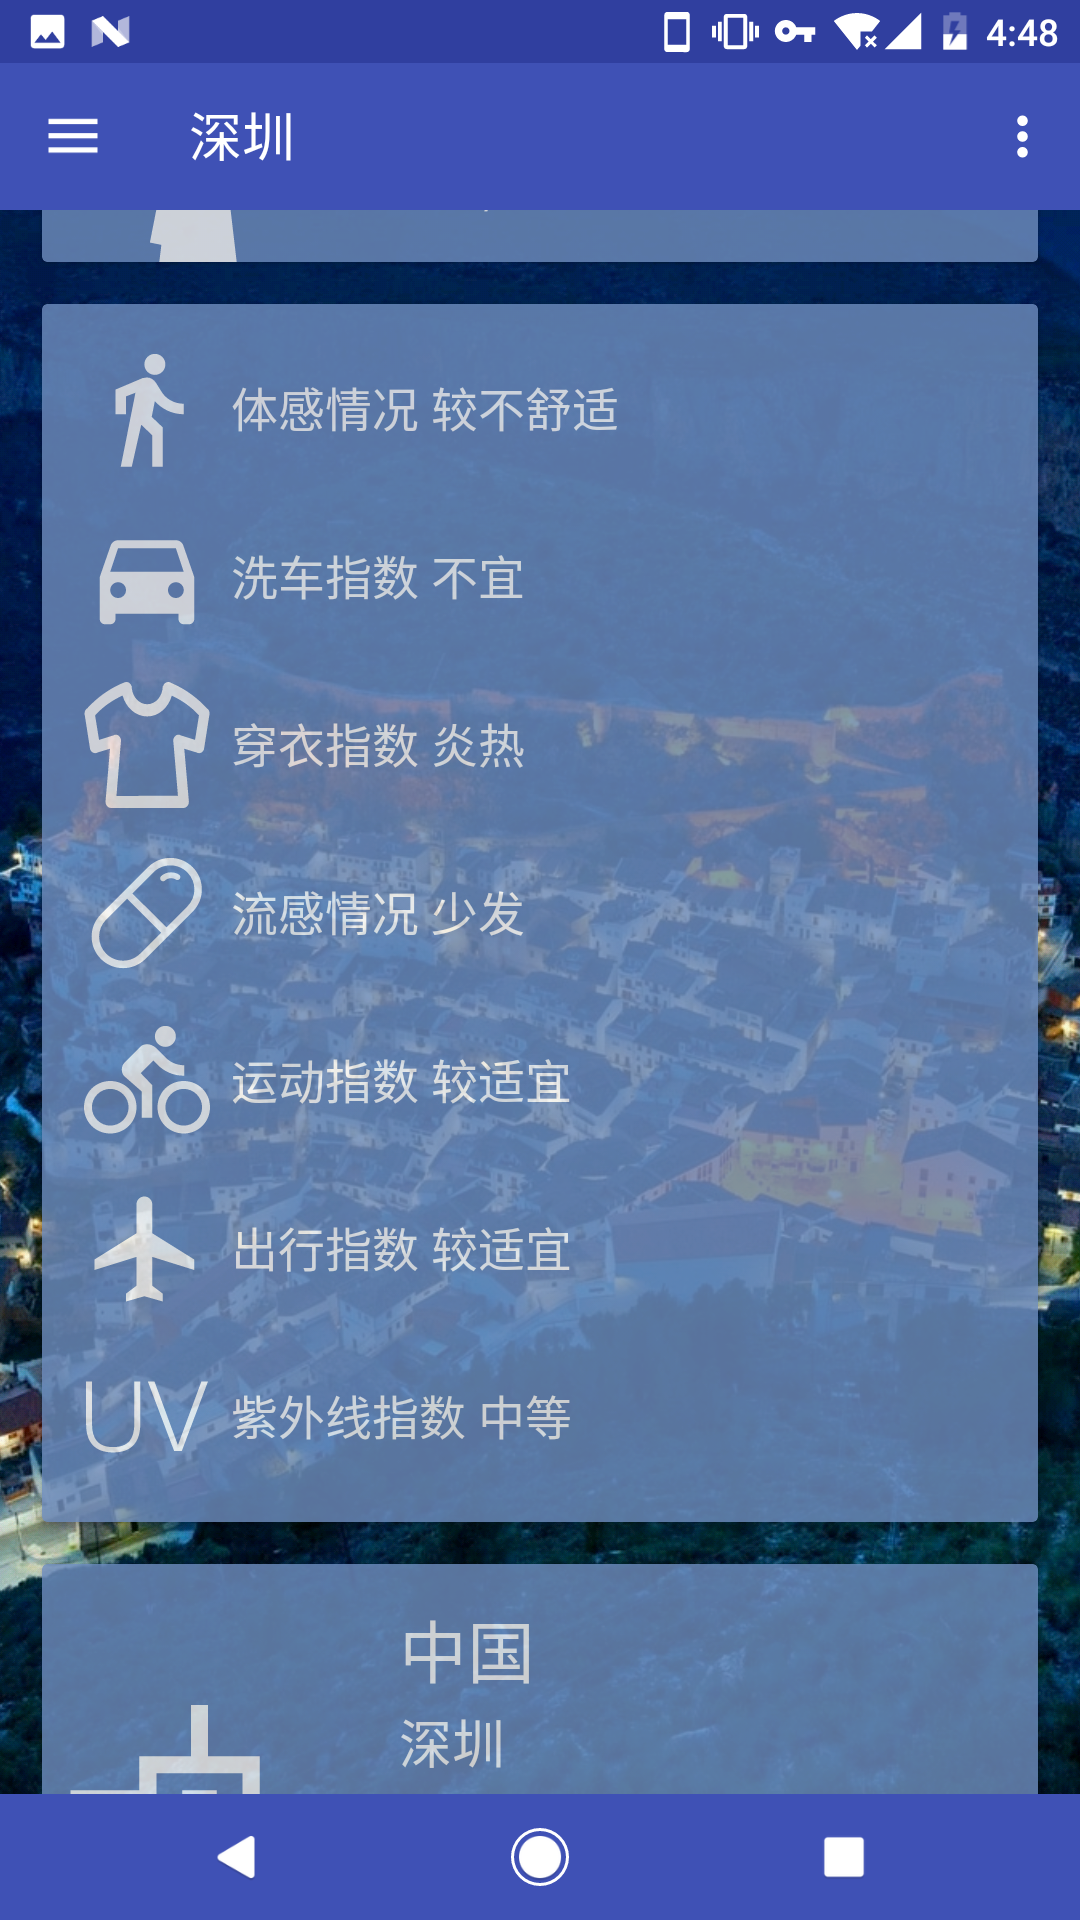 4:48
深圳
体感情况 较不舒适
洗车指数 不宜
穿衣指数 炎热
流感情况 少发
运动指数 较适宜
出行指数 较适宜
UV 紫外线指数 中等
中国
深圳